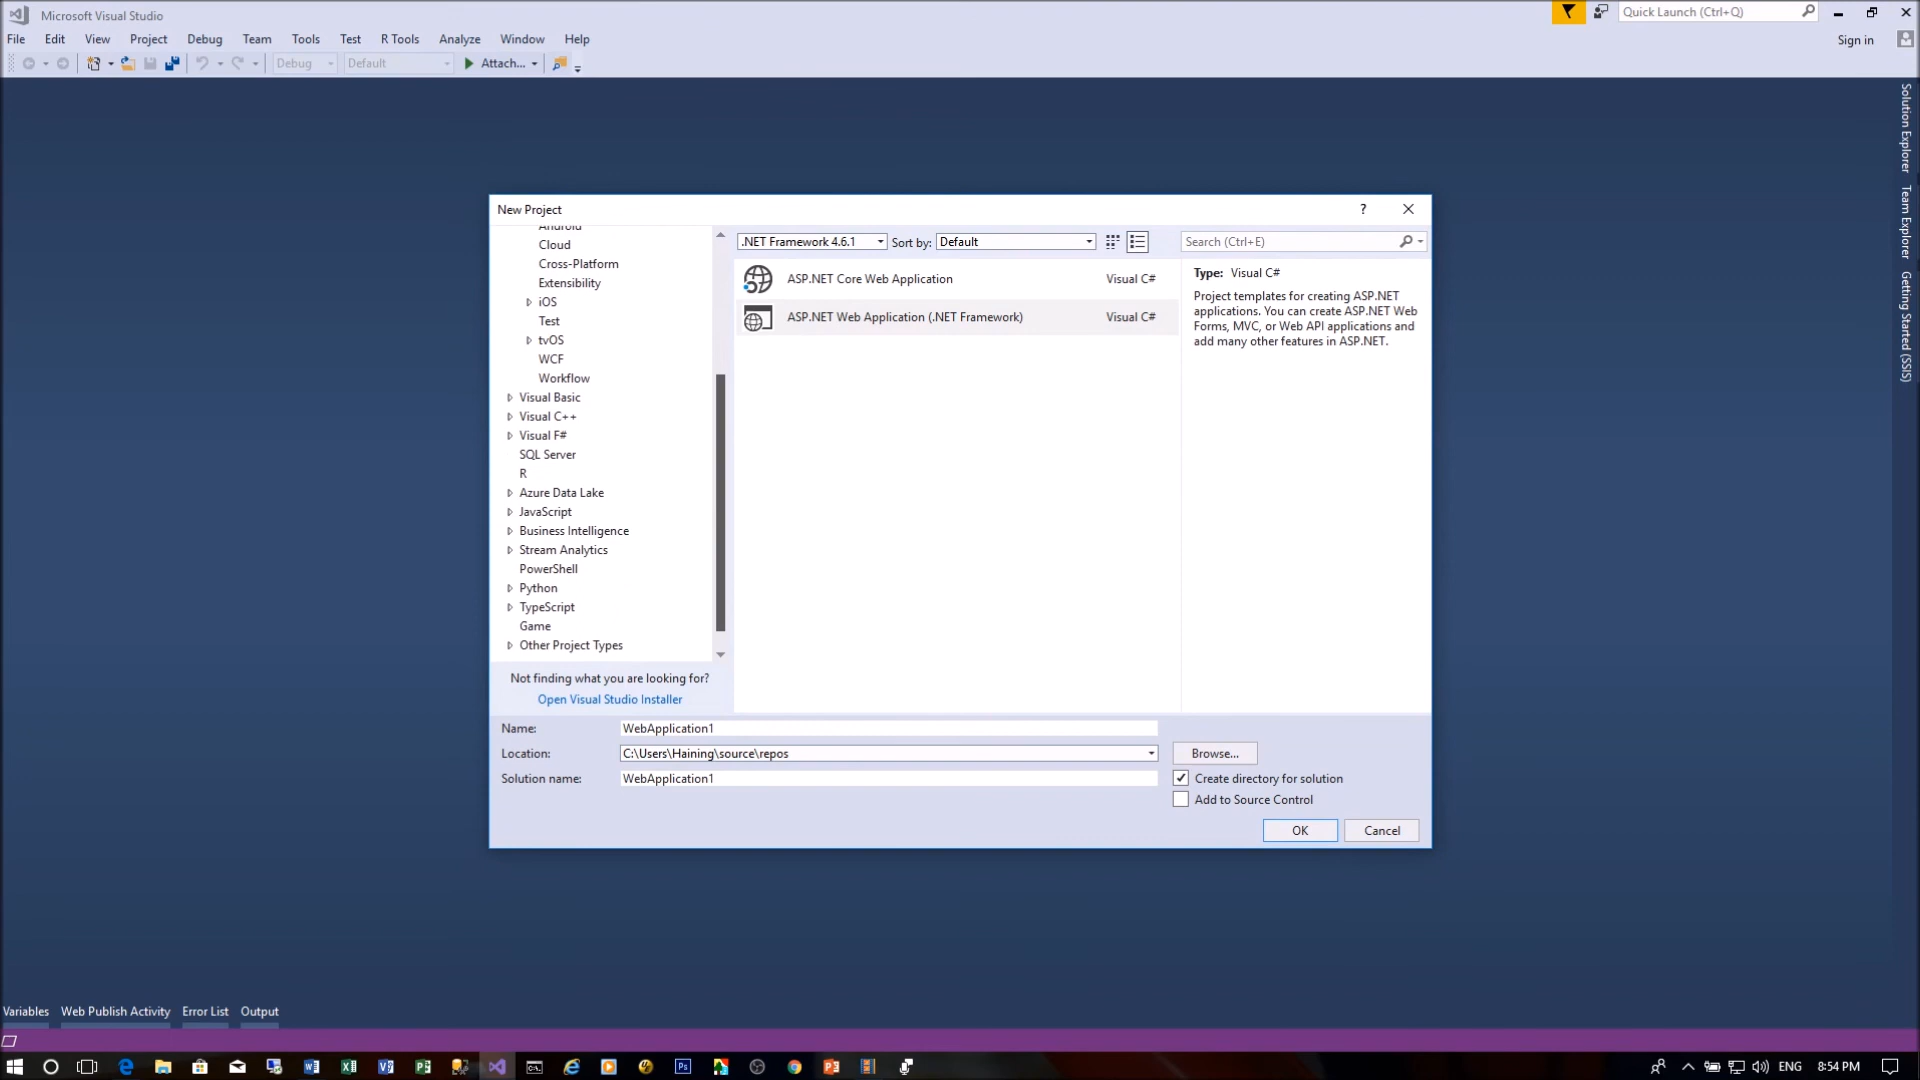 Microsoft Visual Studio
Quick Launch (Ctrl+Q)
File Edit View Project Debug Team Tools Test R Tools Analyze Window Help
Sign in
Debug Default Attach...
Solution Explorer
Team Explorer
Getting Started (SSIS)
New Project
?
Android
Cloud
Cross-Platform
Extensibility
iOS
Test
tvOS
WCF
Workflow
Visual Basic
Visual C++
Visual F#
SQL Server
R
Azure Data Lake
JavaScript
Business Intelligence
Stream Analytics
PowerShell
Python
TypeScript
Game
Other Project Types
Not finding what you are looking for?
Open Visual Studio Installer
.NET Framework 4.6.1 Sort by: Default
Search (Ctrl+E)
ASP.NET Core Web Application Visual C#
ASP.NET Web Application (.NET Framework) Visual C#
Type: Visual C#
Project templates for creating ASP.NET
applications. You can create ASP.NET Web
Forms, MVC, or Web API applications and
add many other features in ASP.NET.
Name: WebApplication1
Location: C:\Users\Haining\source\repos
Browse...
Solution name: WebApplication1
Create directory for solution
Add to Source Control
OK Cancel
Variables Web Publish Activity Error List Output
ENG 8:54 PM